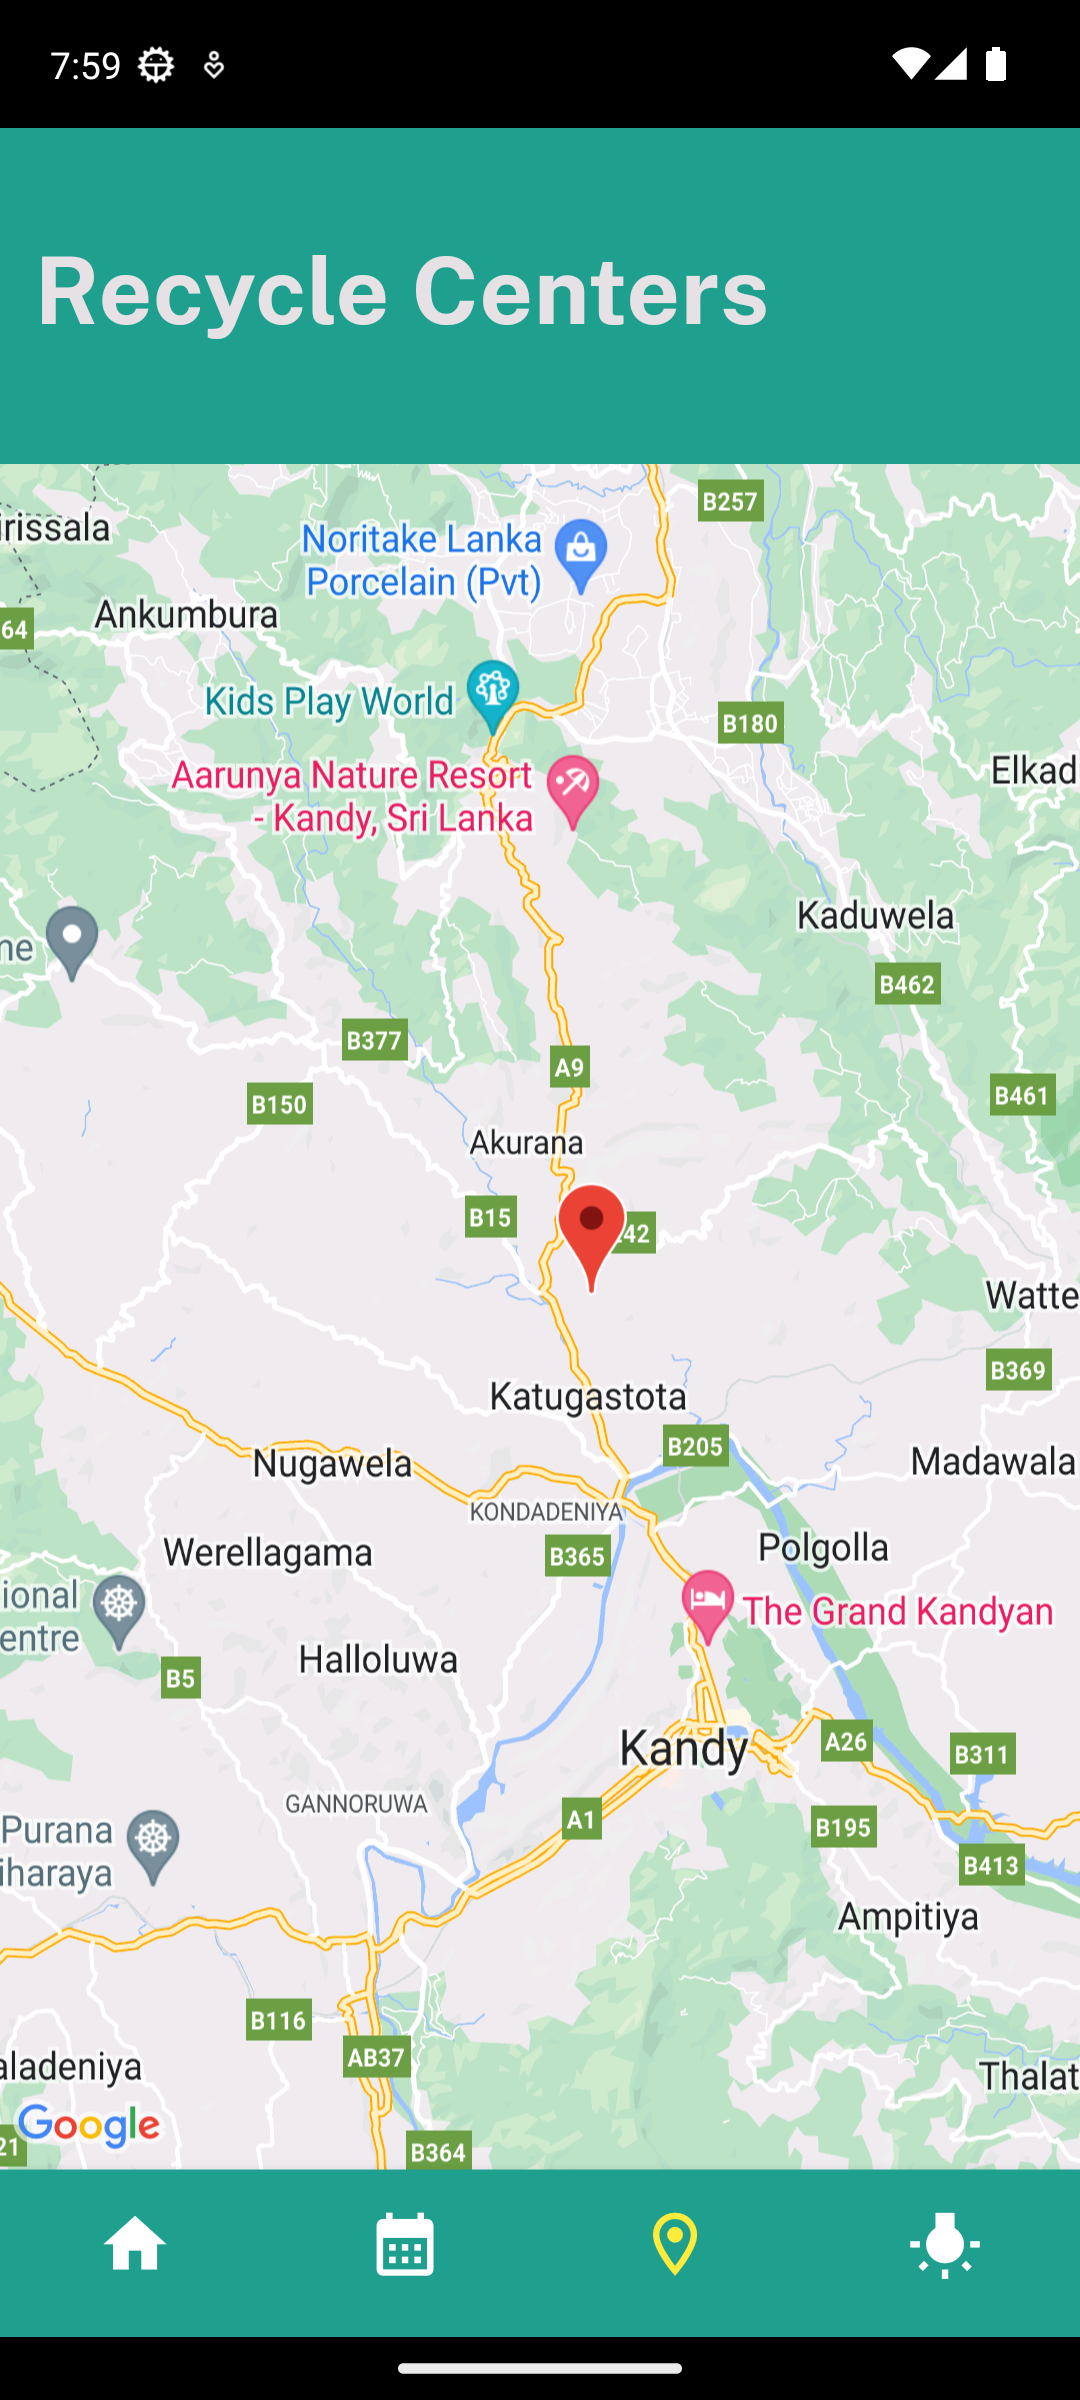 7:59
Recycle Centers
B257
irissala
Noritake Lanka
Porcelain (Pvt)
Ankumbura
64
Kids Play World
B180
Aarunya Nature Resort
- Kandy, Sri Lanka
Elkad
Kaduwela
ne
B462
B377
A9
B461
B150
Akurana
B15
42
Watte
B369
Katugastota
B205
Nugawela
Madawala
KONDADENIYA
Werellagama
B365
Polgolla
ional
entre
The Grand Kandyan
Halloluwa
B5
Kandy
A26
B311
GANNORUWA
A1
B195
Purana
iharaya
B413
Ampitiya
B116
AB37
aladeniya
Thalat
Google
21
B364